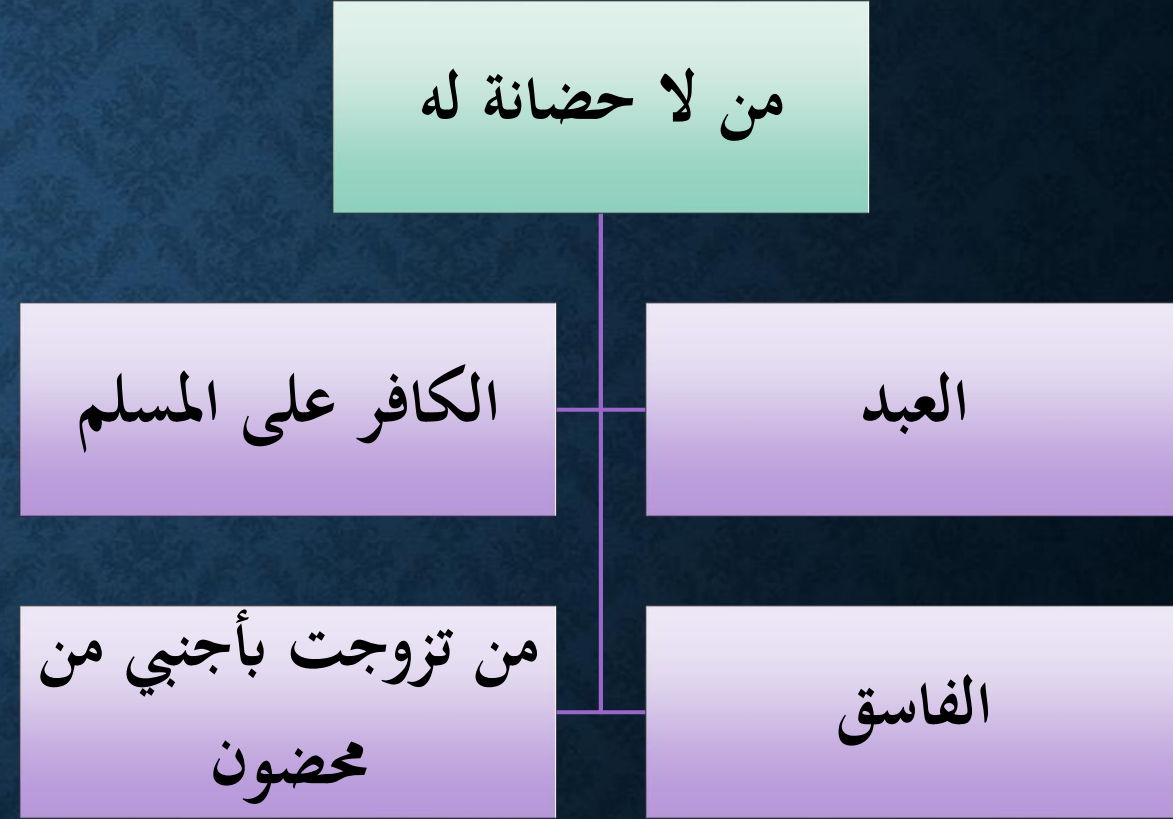 من لا حضانة له
العبد
الكافر على المسلم
الفاسق
من تزوجت بأجنبي من
محضون